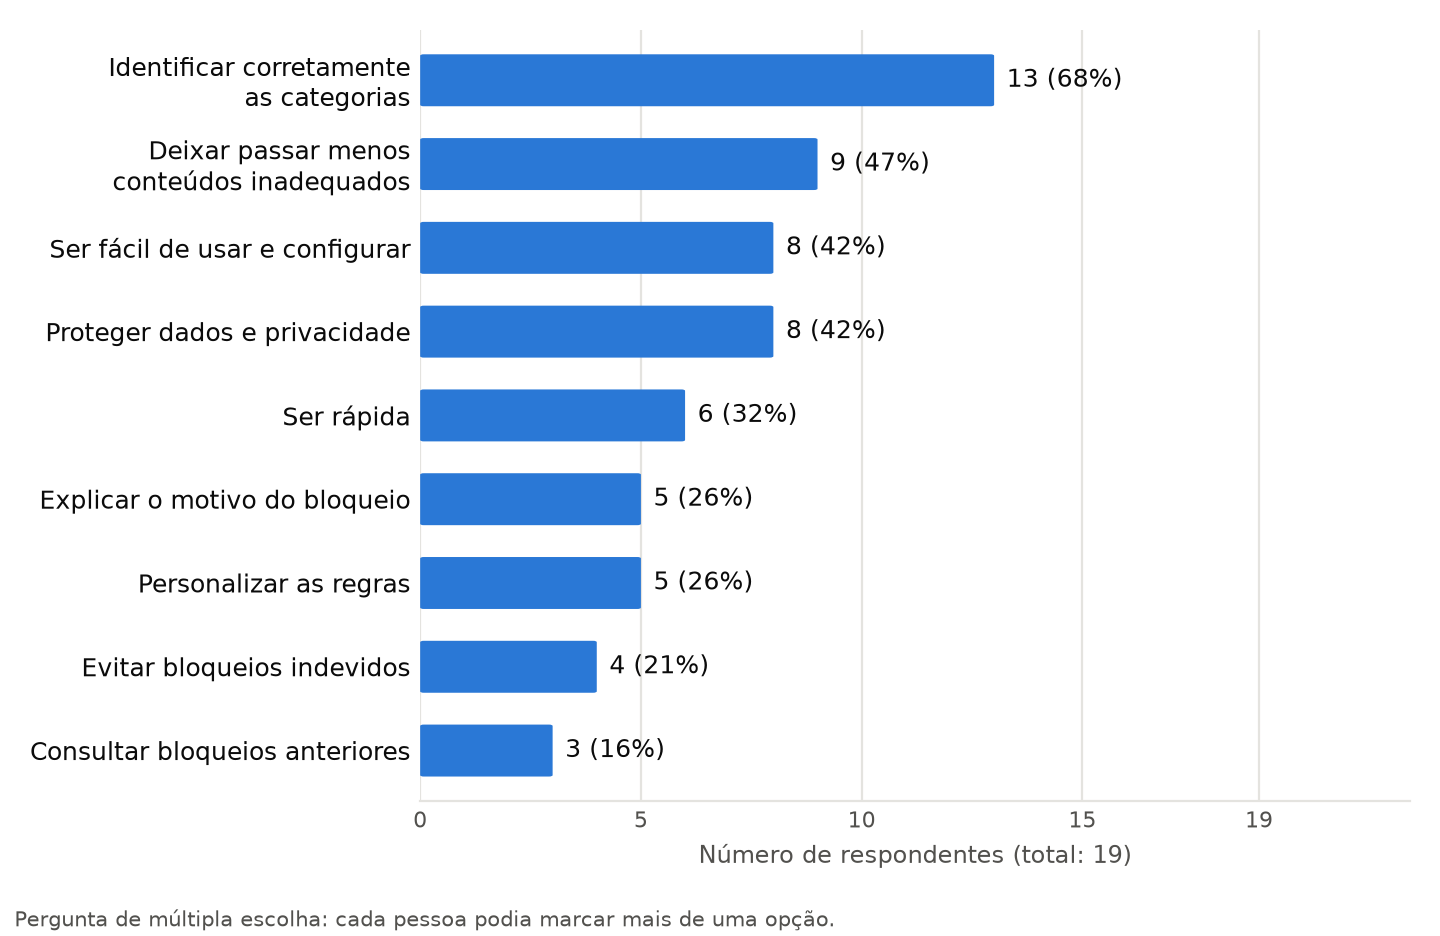 Identificar corretamente
as categorias
13 (68%)
Deixar passar menos
conteúdos inadequados
9 (47%)
Ser fácil de usar e configurar
8 (42%)
Proteger dados e privacidade
8 (42%)
Ser rápida
6 (32%)
Explicar o motivo do bloqueio
5 (26%)
Personalizar as regras
5 (26%)
Evitar bloqueios indevidos
4 (21%)
Consultar bloqueios anteriores
3 (16%)
0 5 10 15 19
Número de respondentes (total: 19)
Pergunta de múltipla escolha: cada pessoa podia marcar mais de uma opção.